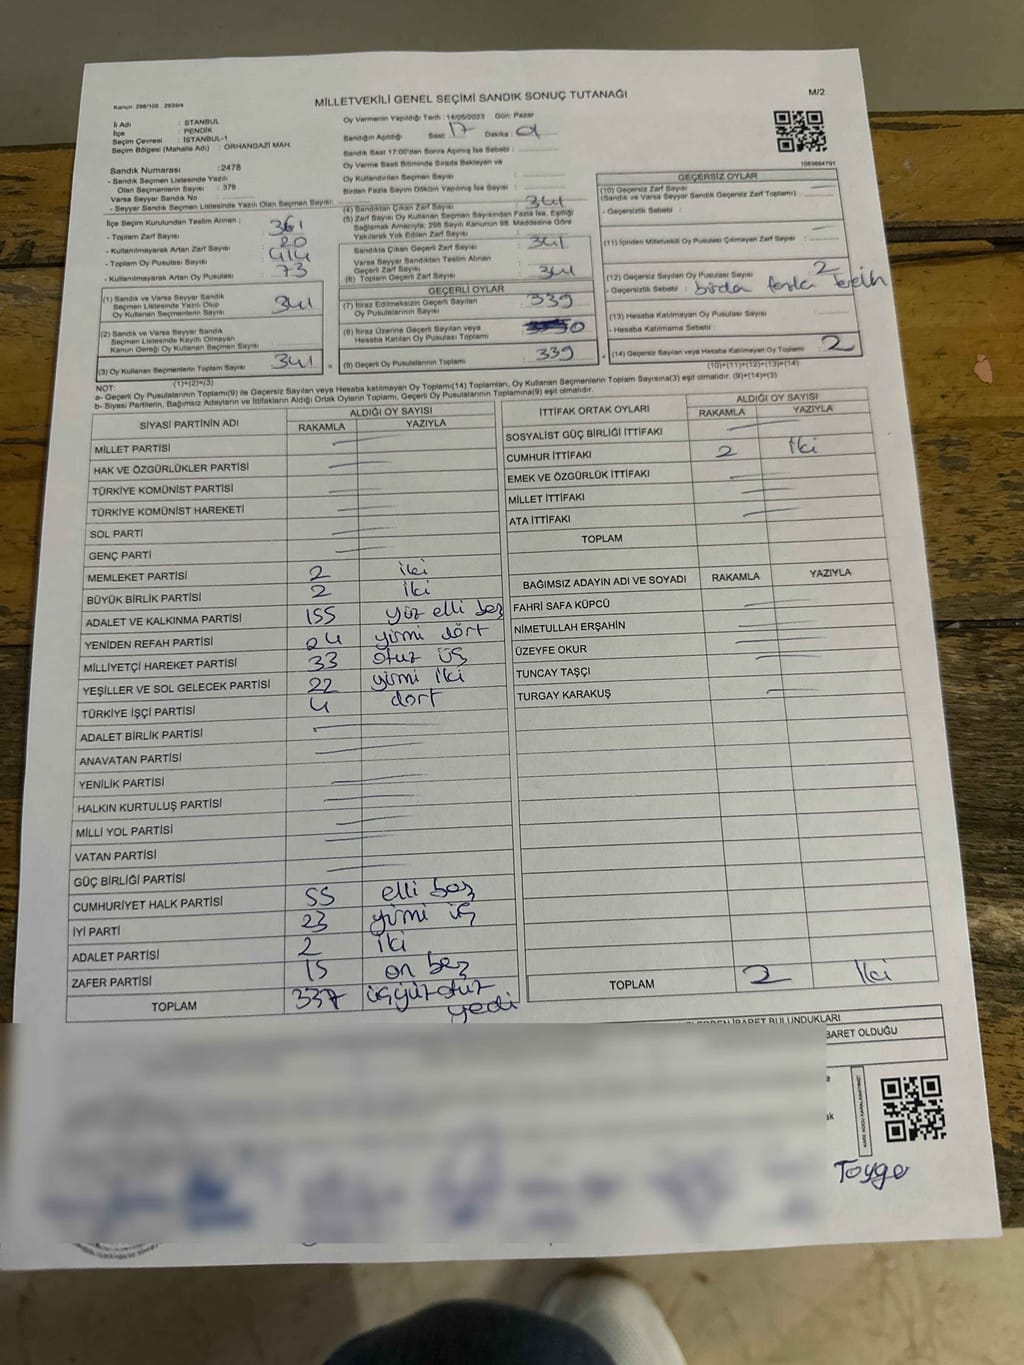 Kanun 298/105 . 2839/4
MİLLETVEKİLİ GENEL SEÇİMİ SANDIK SONUÇ TUTANAĞI
M/2
İl Adı : STANBUL
İlçe : PENDİK
Seçim Çevresi : İSTANBUL-1
Seçim Bölgesi (Mahalle Adı) : ORHANGAZİ MAH.
Sandık Numarası :2478
- Sandık Seçmen Listesinde Yazılı
Olan Seçmenlerin Sayısı : 379
Varsa Seyyar Sandık No :
- Seyyar Sandık Seçmen Listesinde Yazılı Olan Seçmen Sayısı:
İlçe Seçim Kurulundan Teslim Alınan ;
- Toplam Zarf Sayısı : 361
- Kullanılmayarak Artan Zarf Sayısı : 20
- Toplam Oy Pusulası Sayısı : 414
- Kullanılmayarak Artan Oy Pusulası : 73
(1) Sandık ve Varsa Seyyar Sandık
Seçmen Listesinde Yazılı Olup
Oy Kullanan Seçmen Sayısı 341
(2) Sandık ve Varsa Seyyar Sandık
Seçmen Listesinde Kayıtlı Olmayan
Kanun Gereği Oy Kullanan Seçmen Sayısı
(3) Oy Kullanan Seçmenlerin Toplam Sayısı 341
(1)+(2)=(3)
Oy Vermenin Yapıldığı Tarih : 14/05/2023 Gün: Pazar
Sandığın Açıldığı Saat : 17 Dakika :
Sandık Saat 17:00'den Sonra Açılmış İse Sebebi :
Oy Verme Saati Bitiminde Sırada Bekleyen ve
Oy Kullandırılan Seçmen Sayısı :
Birden Fazla Sayım Döküm Yapılmış İse Sayısı :
(4) Sandıktan Çıkan Zarf Sayısı : 341
(5) Zarf Sayısı Oy Kullanan Seçmen Sayısından Fazla İse, Eşitliği
Sağlamak Amacıyla; 298 Sayılı Kanunun 98. Maddesine Göre
Yakılarak Yok Edilen Zarf Sayısı :
Sandıkta Çıkan Geçerli Zarf Sayısı : 341
Varsa Seyyar Sandıktan Teslim Alınan
Geçerli Zarf Sayısı :
(6) Toplam Geçerli Zarf Sayısı : 341
GEÇERLİ OYLAR
(7) İtiraz Edilmeksizin Geçerli Sayılan
Oy Pusulalarının Sayısı : 339
(8) İtiraz Üzerine Geçerli Sayılan veya
Hesaba Katılan Oy Pusulası Toplamı :
(9) Geçerli Oy Pusulalarının Toplamı : 339
1083684791
GEÇERSİZ OYLAR
(10) Geçersiz Zarf Sayısı
(Sandık ve Varsa Seyyar Sandık Geçersiz Zarf Toplamı) :
- Geçersizlik Sebebi :
(11) İçinden Milletvekili Oy Pusulası Çıkmayan Zarf Sayısı :
(12) Geçersiz Sayılan Oy Pusulası Sayısı : 2
- Geçersizlik Sebebi : birden fazla Tercih
(13) Hesaba Katılmayan Oy Pusulası Sayısı :
- Hesaba Katılmama Sebebi :
(14) Geçersiz Sayılan veya Hesaba Katılmayan Oy Toplamı : 2
(10)+(11)+(12)+(13)=(14)
NOT:
a- Geçerli Oy Pusulalarının Toplamı(9) ile Geçersiz Sayılan veya Hesaba katılmayan Oy Toplamı(14) Toplamları, Oy Kullanan Seçmenlerin Toplam Sayısına(3) eşit olmalıdır. (9)+(14)=(3)
b- Siyasi Partilerin, Bağımsız Adayların ve İttifakların Aldığı Ortak Oyların Toplamı, Geçerli Oy Pusulalarının Toplamına(9) eşit olmalıdır.
SİYASİ PARTİNİN ADI
ALDIĞI OY SAYISI
RAKAMLA YAZIYLA
MİLLET PARTİSİ
HAK VE ÖZGÜRLÜKLER PARTİSİ
TÜRKİYE KOMÜNİST PARTİSİ
TÜRKİYE KOMÜNİST HAREKETİ
SOL PARTİ
GENÇ PARTİ
MEMLEKET PARTİSİ 2 iki
BÜYÜK BİRLİK PARTİSİ 2 iki
ADALET VE KALKINMA PARTİSİ 155 yüz elli beş
YENİDEN REFAH PARTİSİ 24 yirmi dört
MİLLİYETÇİ HAREKET PARTİSİ 33 otuz üç
YEŞİLLER VE SOL GELECEK PARTİSİ 22 yirmi iki
TÜRKİYE İŞÇİ PARTİSİ 4 dört
ADALET BİRLİK PARTİSİ
ANAVATAN PARTİSİ
YENİLİK PARTİSİ
HALKIN KURTULUŞ PARTİSİ
MİLLİ YOL PARTİSİ
VATAN PARTİSİ
GÜÇ BİRLİĞİ PARTİSİ
CUMHURİYET HALK PARTİSİ 55 elli beş
İYİ PARTİ 23 yirmi üç
ADALET PARTİSİ 2 iki
ZAFER PARTİSİ 15 on beş
TOPLAM 337 üçyüz otuz
yedi
İTTİFAK ORTAK OYLARI
ALDIĞI OY SAYISI
RAKAMLA YAZIYLA
SOSYALİST GÜÇ BİRLİĞİ İTTİFAKI
CUMHUR İTTİFAKI 2 iki
EMEK VE ÖZGÜRLÜK İTTİFAKI
MİLLET İTTİFAKI
ATA İTTİFAKI
TOPLAM
BAĞIMSIZ ADAYIN ADI VE SOYADI RAKAMLA YAZIYLA
FAHRİ SAFA KÜPCÜ
NİMETULLAH ERŞAHİN
ÜZEYFE OKUR
TUNCAY TAŞÇI
TURGAY KARAKUŞ
TOPLAM 2 iki
İBARET BULUNDUKLARI
BARET OLDUĞU
KARE KODU KARALAMAYINIZ!